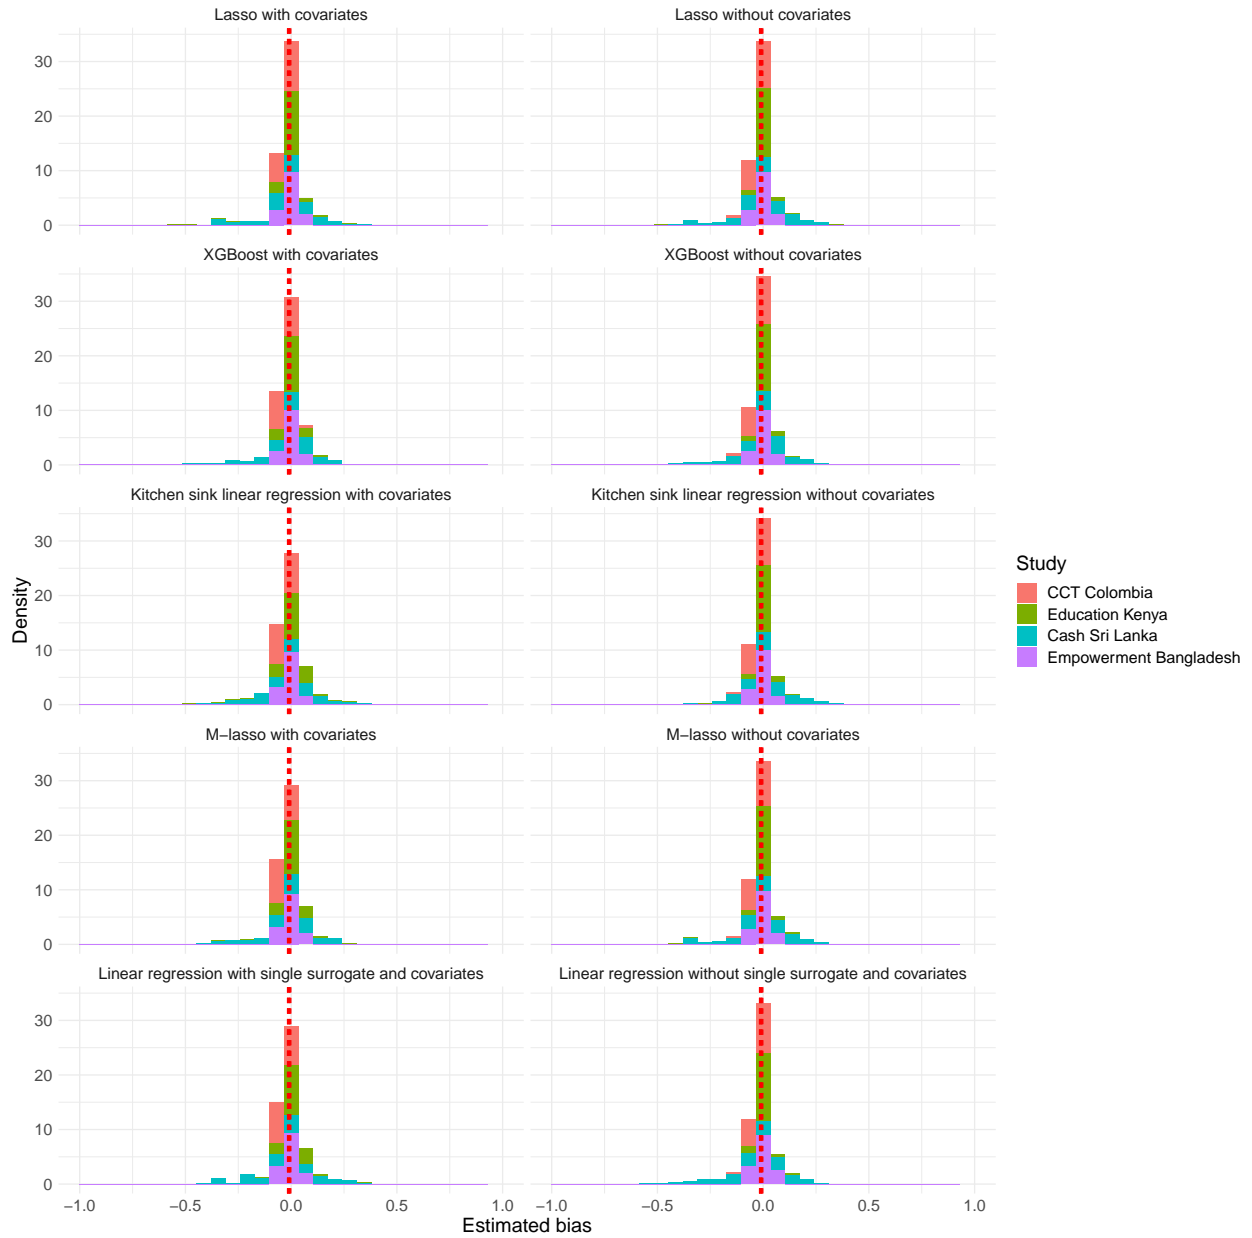 Lasso with covariates
Lasso without covariates
30
20
10
0
XGBoost with covariates
XGBoost without covariates
30
20
10
0
Kitchen sink linear regression with covariates
Kitchen sink linear regression without covariates
30
20
10
0
M−lasso with covariates
M−lasso without covariates
30
20
10
0
Linear regression with single surrogate and covariates
Linear regression without single surrogate and covariates
30
20
10
0
−1.0 −0.5 0.0 0.5 1.0
−1.0 −0.5 0.0 0.5 1.0
Estimated bias
Density
Study
CCT Colombia
Education Kenya
Cash Sri Lanka
Empowerment Bangladesh